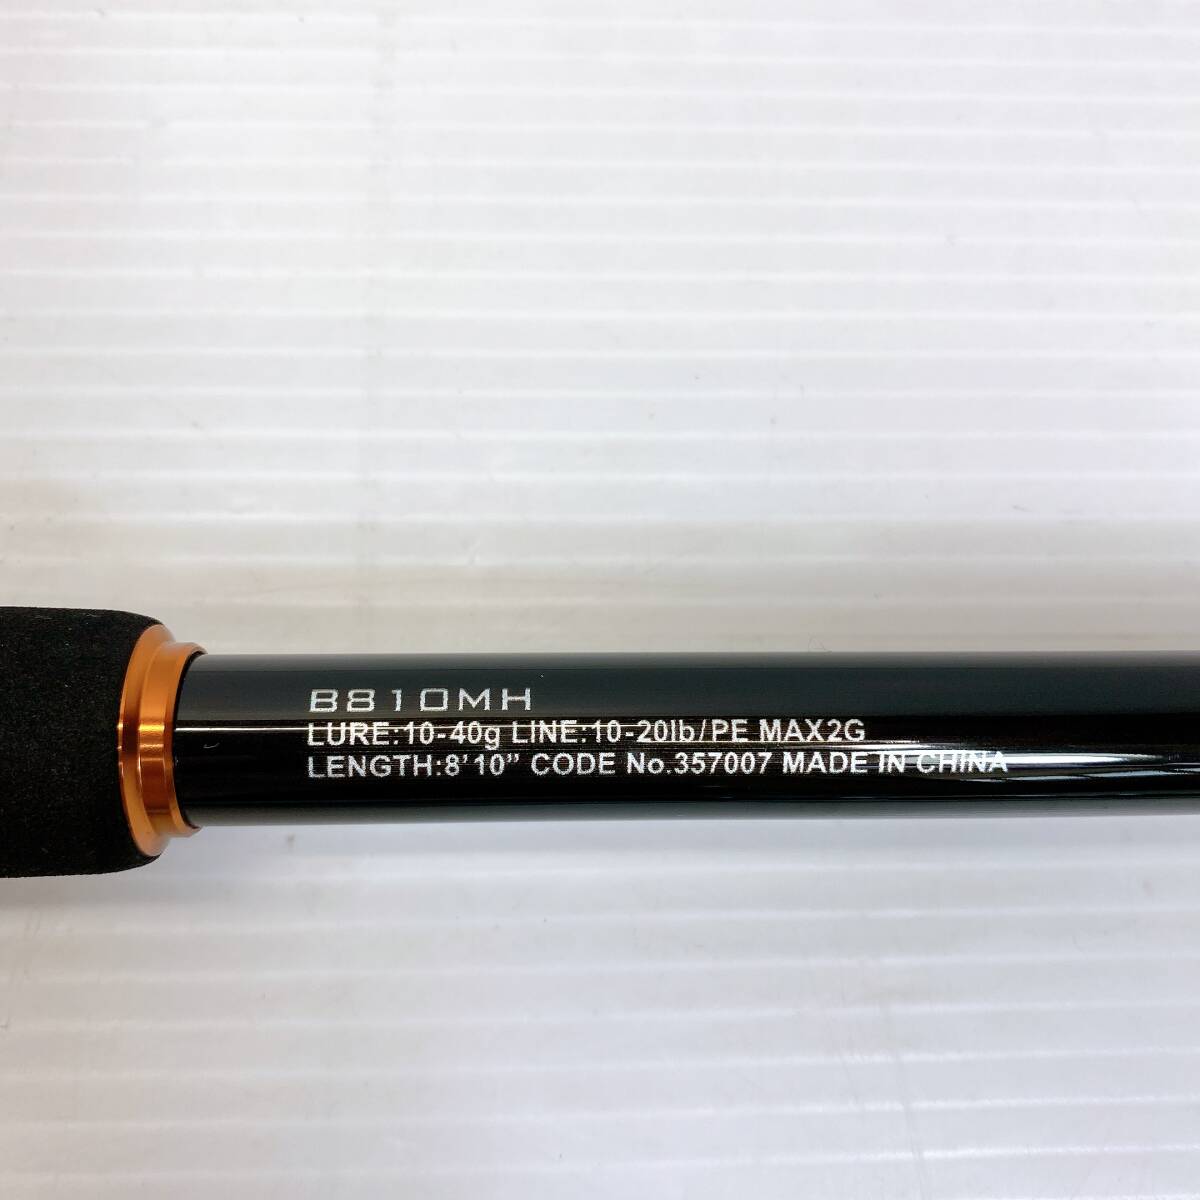 B810MH
LURE:10-40g LINE:10-20lb/PE MAX2G
LENGTH:8'10” CODE No.357007 MADE IN CHINA